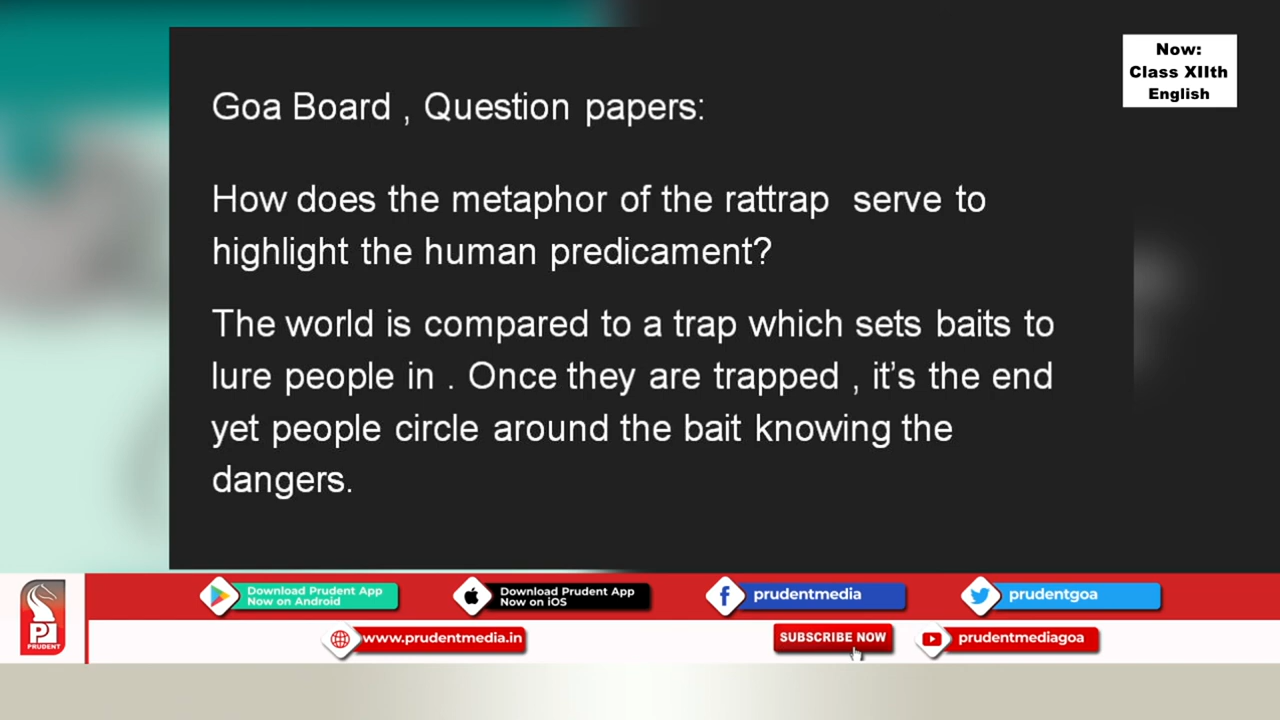 Now:
Class XIIth
English
Goa Board , Question papers:
How does the metaphor of the rattrap serve to
highlight the human predicament?
The world is compared to a trap which sets baits to
lure people in . Once they are trapped , it’s the end
yet people circle around the bait knowing the
dangers.
Download Prudent App
Now on Android
Download Prudent App
Now on iOS
prudentmedia
prudentgoa
PRUDENT
www.prudentmedia.in
SUBSCRIBE NOW
prudentmediagoa